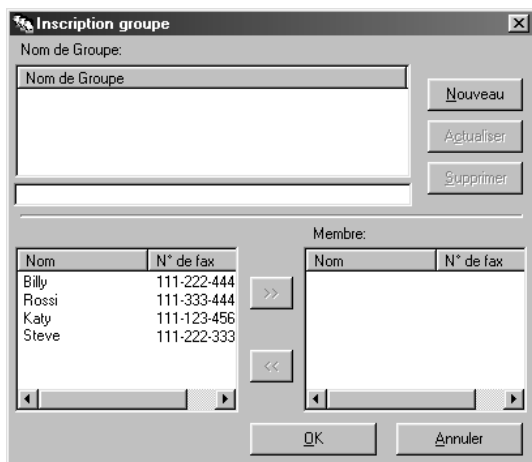 Inscription groupe
Nom de Groupe:
Nom de Groupe
Nouveau
Actualiser
Supprimer
Membre:
Nom N° de fax
Billy 111-222-444
Rossi 111-333-444
Katy 111-123-456
Steve 111-222-333
>>
<<
Nom N° de fax
OK Annuler